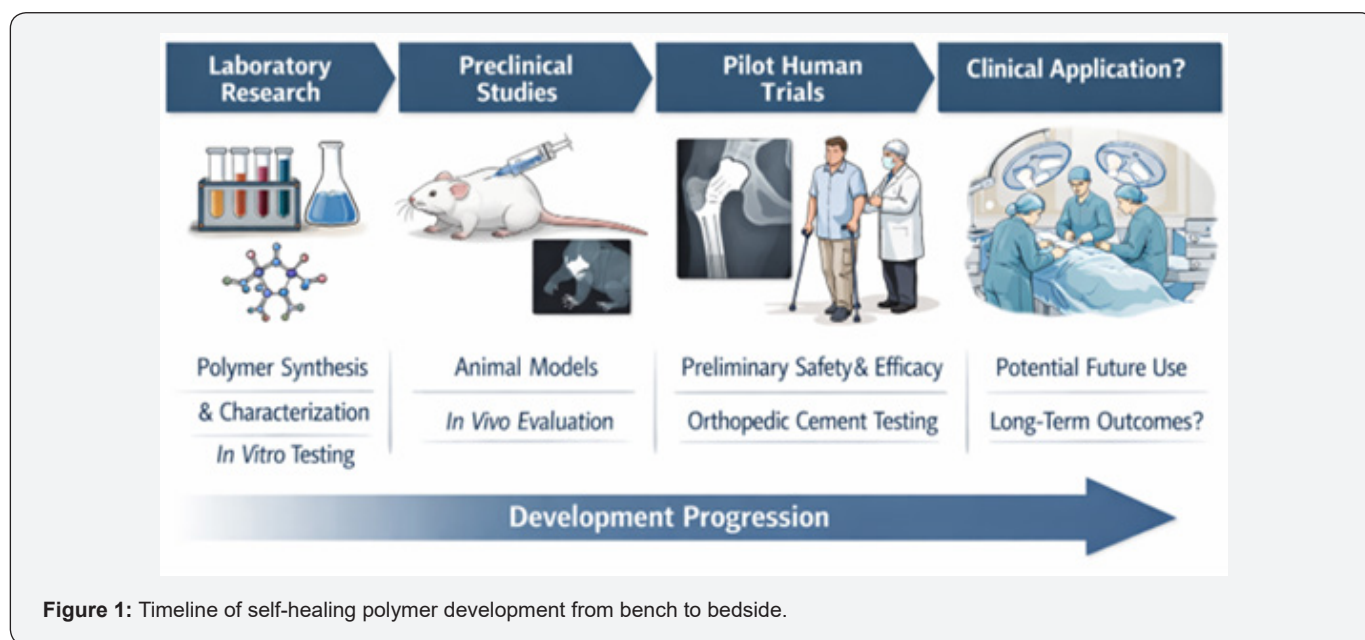 Laboratory
Research
Preclinical
Studies
Pilot Human
Trials
Clinical Application?
Polymer Synthesis
& Characterization
In Vitro Testing
Animal Models
In Vivo Evaluation
Preliminary Safety & Efficacy
Orthopedic Cement Testing
Potential Future Use
Long-Term Outcomes?
Development Progression
Figure 1: Timeline of self-healing polymer development from bench to bedside.